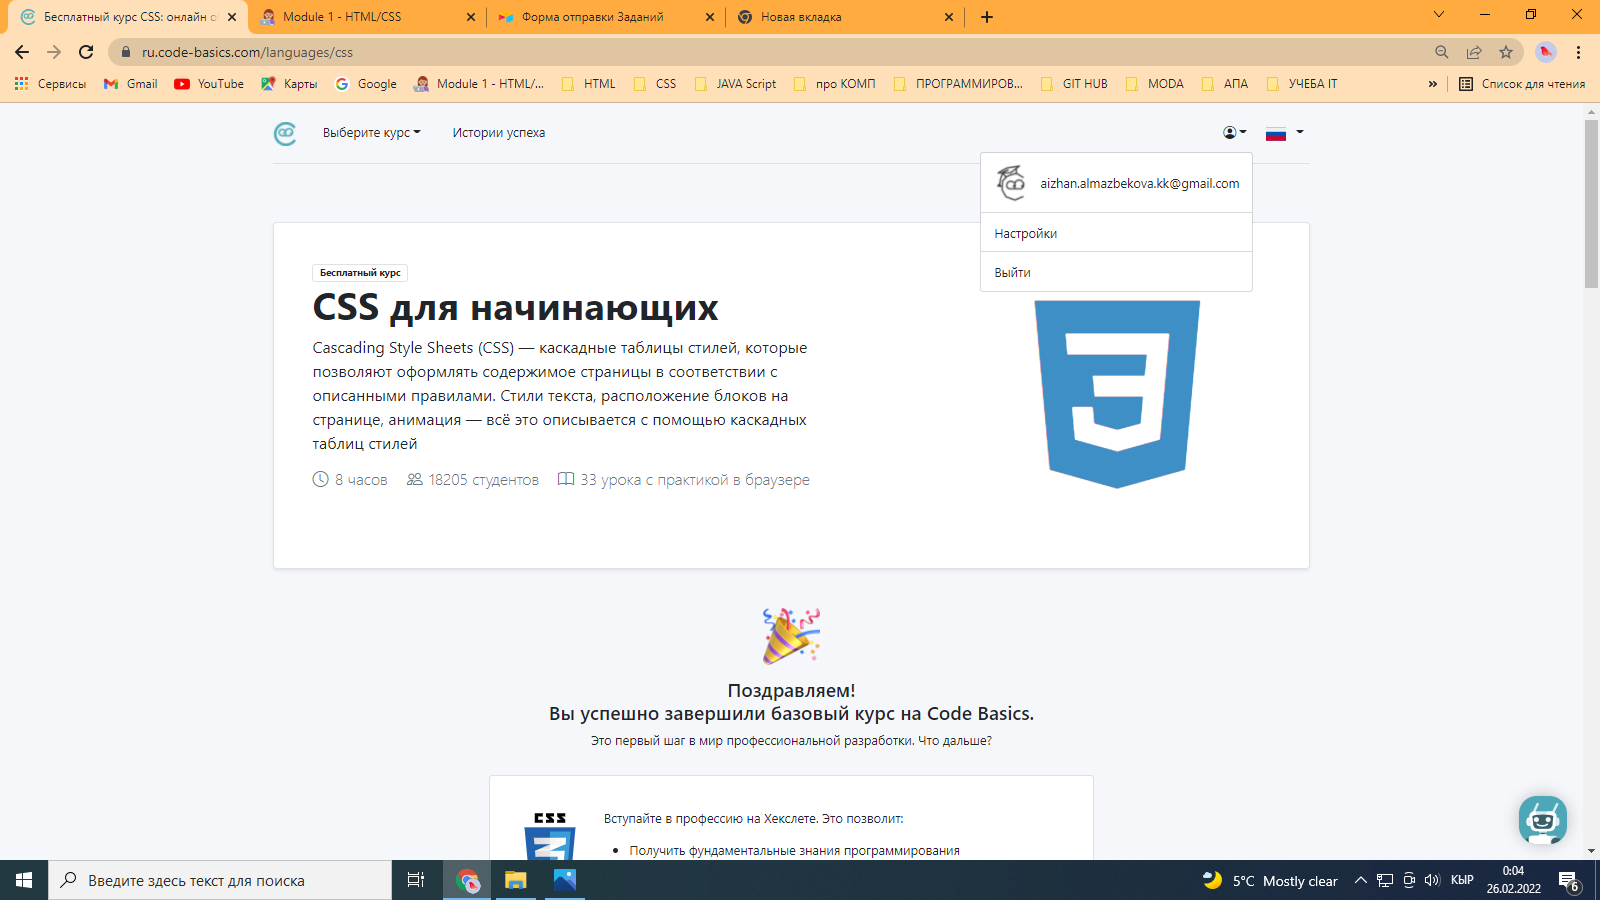 Бесплатный курс CSS: онлайн о
Module 1 - HTML/CSS
Форма отправки Заданий
Новая вкладка
ru.code-basics.com/languages/css
Сервисы
Gmail
YouTube
Карты
Google
Module 1 - HTML/...
HTML
CSS
JAVA Script
про КОМП
ПРОГРАММИРОВ...
GIT HUB
MODA
АПА
УЧЕБА IT
»
Список для чтения
Выберите курс
Истории успеха
aizhan.almazbekova.kk@gmail.com
Настройки
Выйти
Бесплатный курс
CSS для начинающих
Cascading Style Sheets (CSS) — каскадные таблицы стилей, которые
позволяют оформлять содержимое страницы в соответствии с
описанными правилами. Стили текста, расположение блоков на
странице, анимация — всё это описывается с помощью каскадных
таблиц стилей
8 часов
18205 студентов
33 урока с практикой в браузере
Поздравляем!
Вы успешно завершили базовый курс на Code Basics.
Это первый шаг в мир профессиональной разработки. Что дальше?
CSS
Вступайте в профессию на Хекслете. Это позволит:
• Получить фундаментальные знания программирования
Введите здесь текст для поиска
5°C Mostly clear
КЫР
0:04
26.02.2022
6